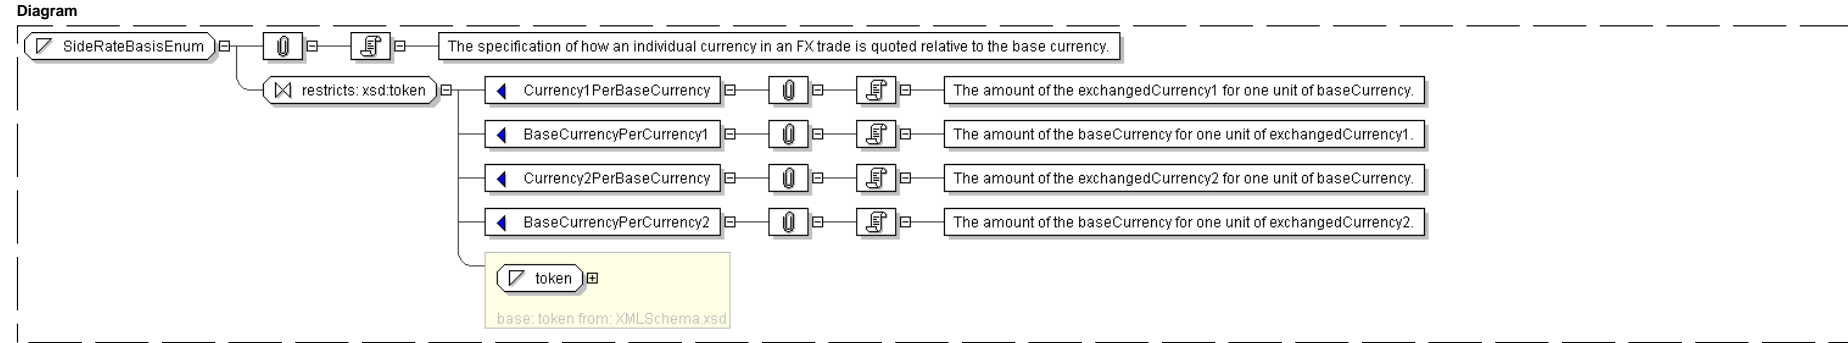 Diagram
SideRateBasisEnum
The specification of how an individual currency in an FX trade is quoted relative to the base currency.
restricts: xsd:token
Currency1PerBaseCurrency
The amount of the exchangedCurrency1 for one unit of baseCurrency.
BaseCurrencyPerCurrency1
The amount of the baseCurrency for one unit of exchangedCurrency1.
Currency2PerBaseCurrency
The amount of the exchangedCurrency2 for one unit of baseCurrency.
BaseCurrencyPerCurrency2
The amount of the baseCurrency for one unit of exchangedCurrency2.
token
base: token from: XMLSchema.xsd